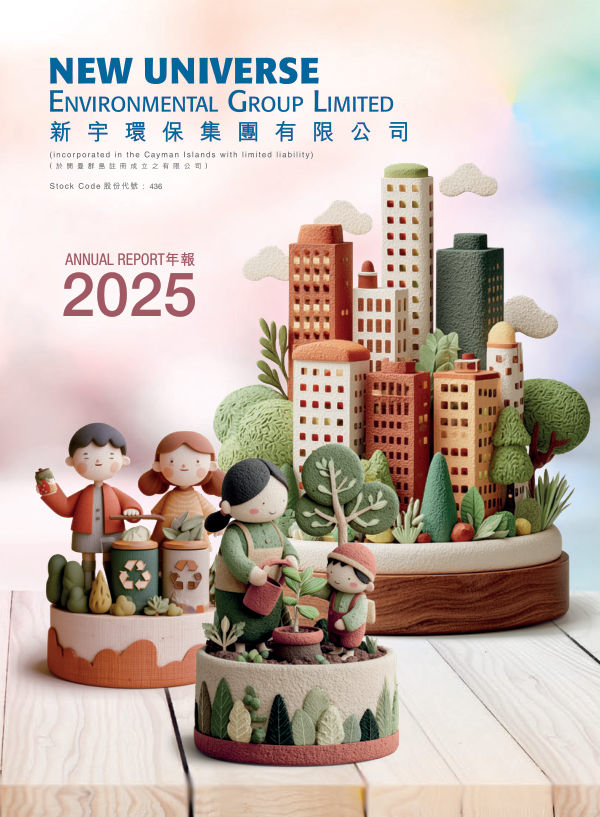 NEW UNIVERSE
ENVIRONMENTAL GROUP LIMITED
新宇環保集團有限公司
(incorporated in the Cayman Islands with limited liability)
(於開曼群島註冊成立之有限公司)
Stock Code 股份代號 : 436
ANNUAL REPORT年報
2025